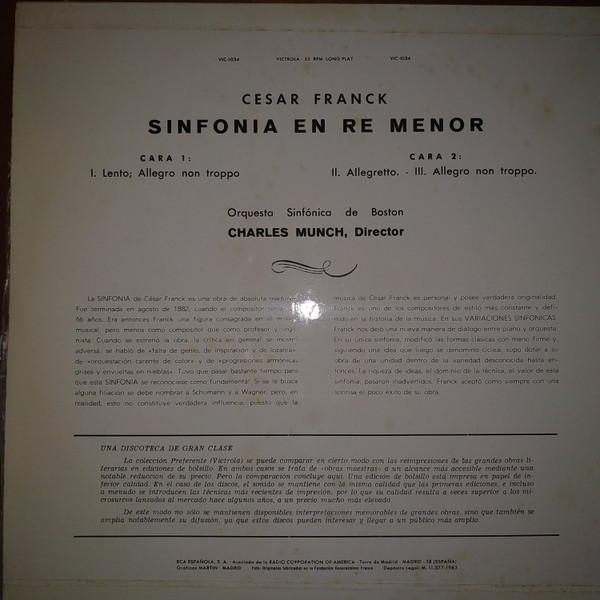 VIC-1034 VICTROLA - 33 RPM LONG PLAY VIC-1034
CESAR FRANCK
SINFONIA EN RE MENOR
CARA 1:
I. Lento; Allegro non troppo
CARA 2:
II. Allegretto. - III. Allegro non troppo.
Orquesta Sinfónica de Boston
CHARLES MUNCH, Director
La SINFONIA de César Franck es una obra de absoluta madurez.
Fue terminada en agosto de 1882, cuando el compositor tenía
66 años. Era entonces Franck una figura consagrada en el mundo
musical, pero menos como compositor que como profesor y orga-
nista. Cuando se estrenó la obra, la crítica en general se mostró
adversa, se habló de «falta de genio, de inspiración y de lozanía»
de «orquestación carente de color» y de «progresiones armónicas
grises y envueltas en nieblas». Tuvo que pasar bastante tiempo para
que esta SINFONIA se reconociese como fundamental. Si se le busca
alguna filiación se debe nombrar a Schumann y a Wagner, pero, en
realidad, esto no constituye verdadera influencia, puesto que la
música de César Franck es personal y posee verdadera originalidad.
Franck es uno de los compositores de estilo más constante y defi-
nido en la historia de la música. En sus VARIACIONES SINFONICAS
Franck nos dejó una nueva manera de diálogo entre piano y orquesta.
En su única sinfonía, modificó las formas clásicas con mano firme y,
siguiendo una idea que luego se denominó cíclica, supo dotar a su
obra de una unidad dentro de la variedad desconocida hasta en-
tonces. La riqueza de ideas, el dominio de la técnica, el valor de esta
sinfonía, pasaron inadvertidos. Franck aceptó como siempre con una
sonrisa el poco éxito de su obra.
UNA DISCOTECA DE GRAN CLASE
La colección Preferente (Victrola) se puede comparar en cierto modo con las reimpresiones de las grandes obras li-
terarias en ediciones de bolsillo. En ambos casos se trata de «obras maestras» a un alcance más accesible mediante una
notable reducción de su precio. Pero la comparación concluye aquí. Una edición de bolsillo está impresa en papel de in-
ferior calidad. En el caso de los discos, el sonido se mantiene con la misma calidad que las primeras ediciones, e incluso
a menudo se introducen las técnicas más recientes de impresión, por lo que su calidad resulta a veces superior a los mi-
crosurcos lanzados al mercado hace algunos años, a un precio mucho más elevado.
De este modo no sólo se mantienen disponibles interpretaciones memorables de grandes obras, sino que también se
amplía notablemente su difusión, ya que estos discos pueden interesar y llegar a un público más amplio.
RCA ESPAÑOLA, S. A. - Asociada de la RADIO CORPORATION OF AMERICA - Torre de Madrid - MADRID - 13 (ESPAÑA)
Gráficas MARTIN - MADRID Foto: Originales fabricados en la Fundación Generalísimo Franco Depósito Legal: M. 11.377-1963